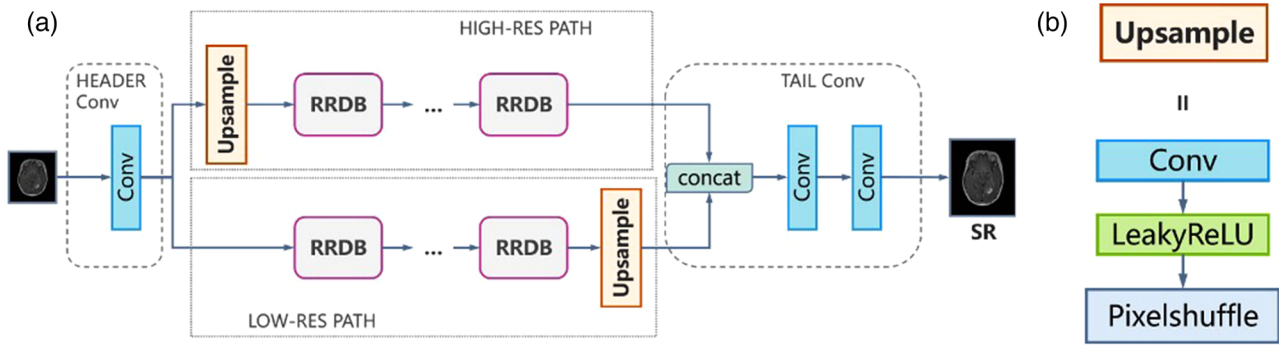 (a)
HIGH-RES PATH
HEADER
Conv
Conv
Upsample
RRDB
...
RRDB
RRDB
...
RRDB
Upsample
LOW-RES PATH
TAIL Conv
concat
Conv
Conv
SR
(b)
Upsample
=
Conv
LeakyReLU
Pixelshuffle